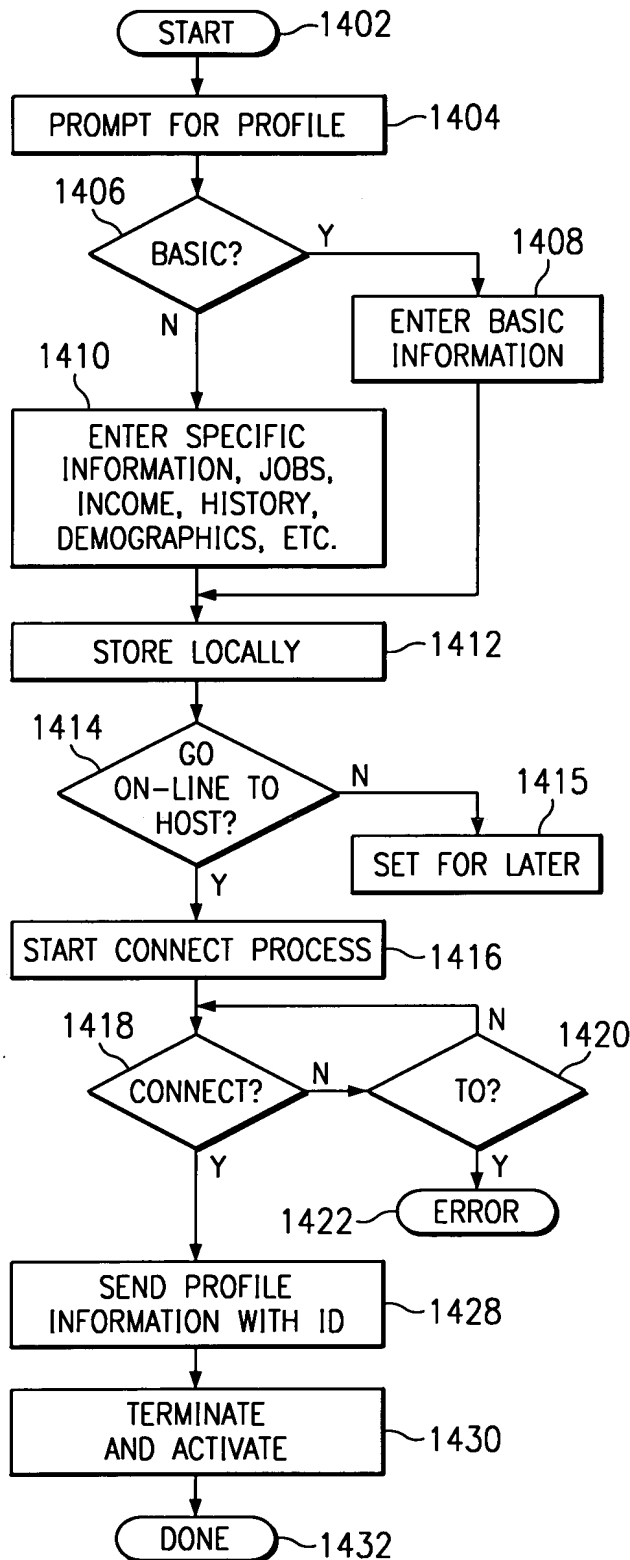 START
1402
PROMPT FOR PROFILE
1404
1406
BASIC?
Y
N
1408
ENTER BASIC
INFORMATION
1410
ENTER SPECIFIC
INFORMATION, JOBS,
INCOME, HISTORY,
DEMOGRAPHICS, ETC.
STORE LOCALLY
1412
1414
GO
ON-LINE TO
HOST?
N
Y
1415
SET FOR LATER
START CONNECT PROCESS
1416
1418
CONNECT?
N
Y
N
1420
TO?
Y
1422
ERROR
SEND PROFILE
INFORMATION WITH ID
1428
TERMINATE
AND ACTIVATE
1430
DONE
1432